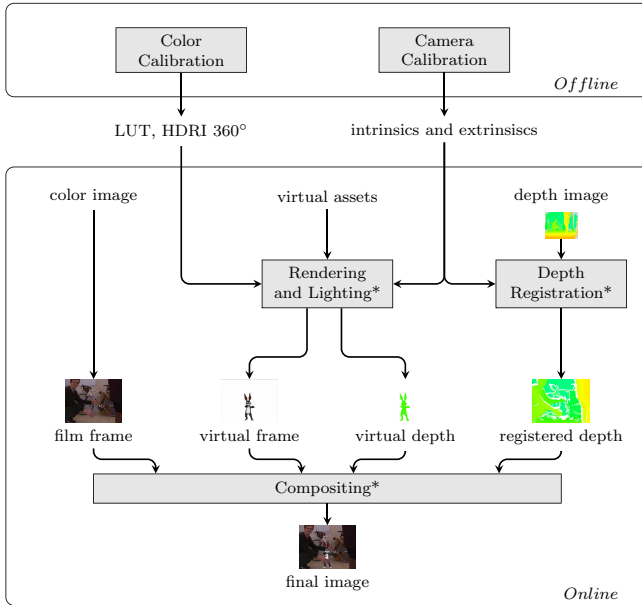 Color
Calibration
Camera
Calibration
Offline
LUT, HDRI 360°
intrinsics and extrinsiscs
color image
virtual assets
depth image
Rendering
and Lighting*
Depth
Registration*
film frame
virtual frame
virtual depth
registered depth
Compositing*
final image
Online